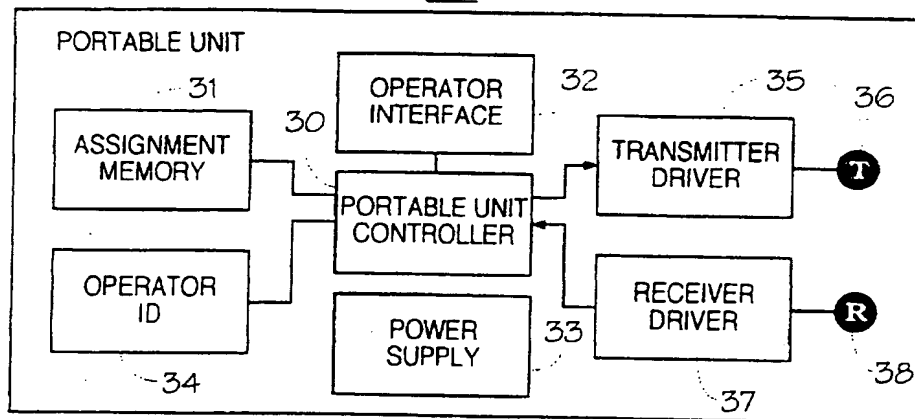 PORTABLE UNIT
31
ASSIGNMENT
MEMORY
30
OPERATOR
INTERFACE
32
35
36
TRANSMITTER
DRIVER
T
PORTABLE UNIT
CONTROLLER
OPERATOR
ID
34
POWER
SUPPLY
33
RECEIVER
DRIVER
R
37
38